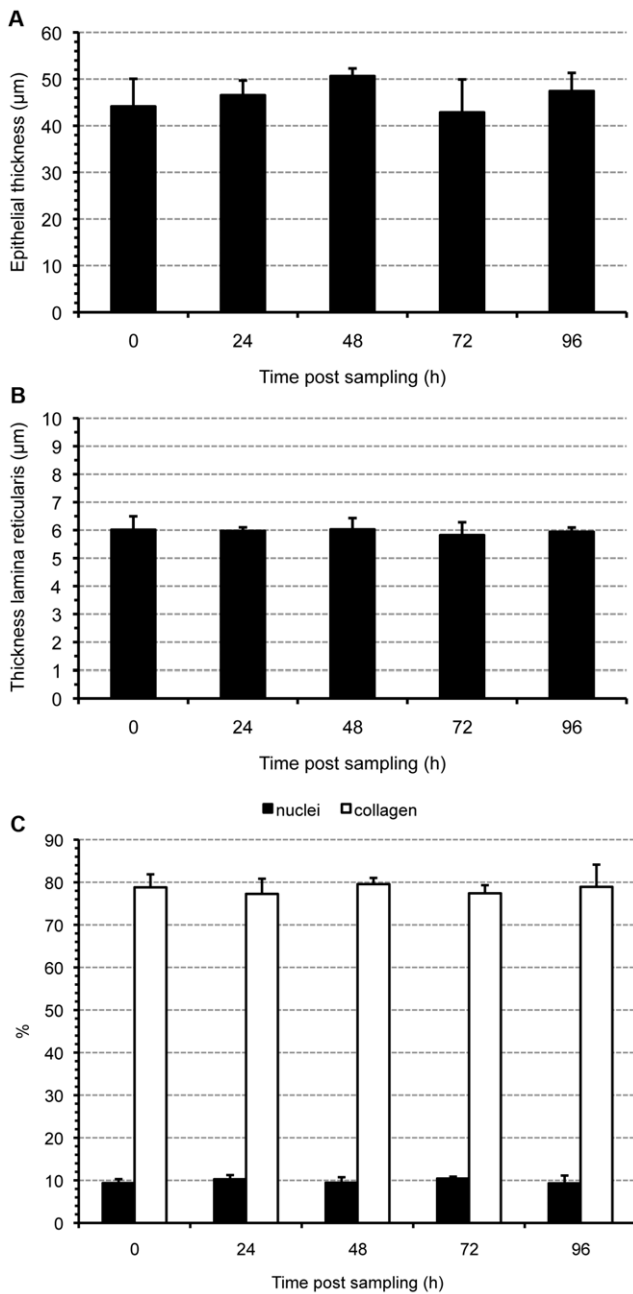 A
Epithelial thickness (µm)
60
50
40
30
20
10
0
0 24 48 72 96
Time post sampling (h)
B
Thickness lamina reticularis (µm)
10
9
8
7
6
5
4
3
2
1
0
0 24 48 72 96
Time post sampling (h)
nuclei collagen
C
%
90
80
70
60
50
40
30
20
10
0
0 24 48 72 96
Time post sampling (h)